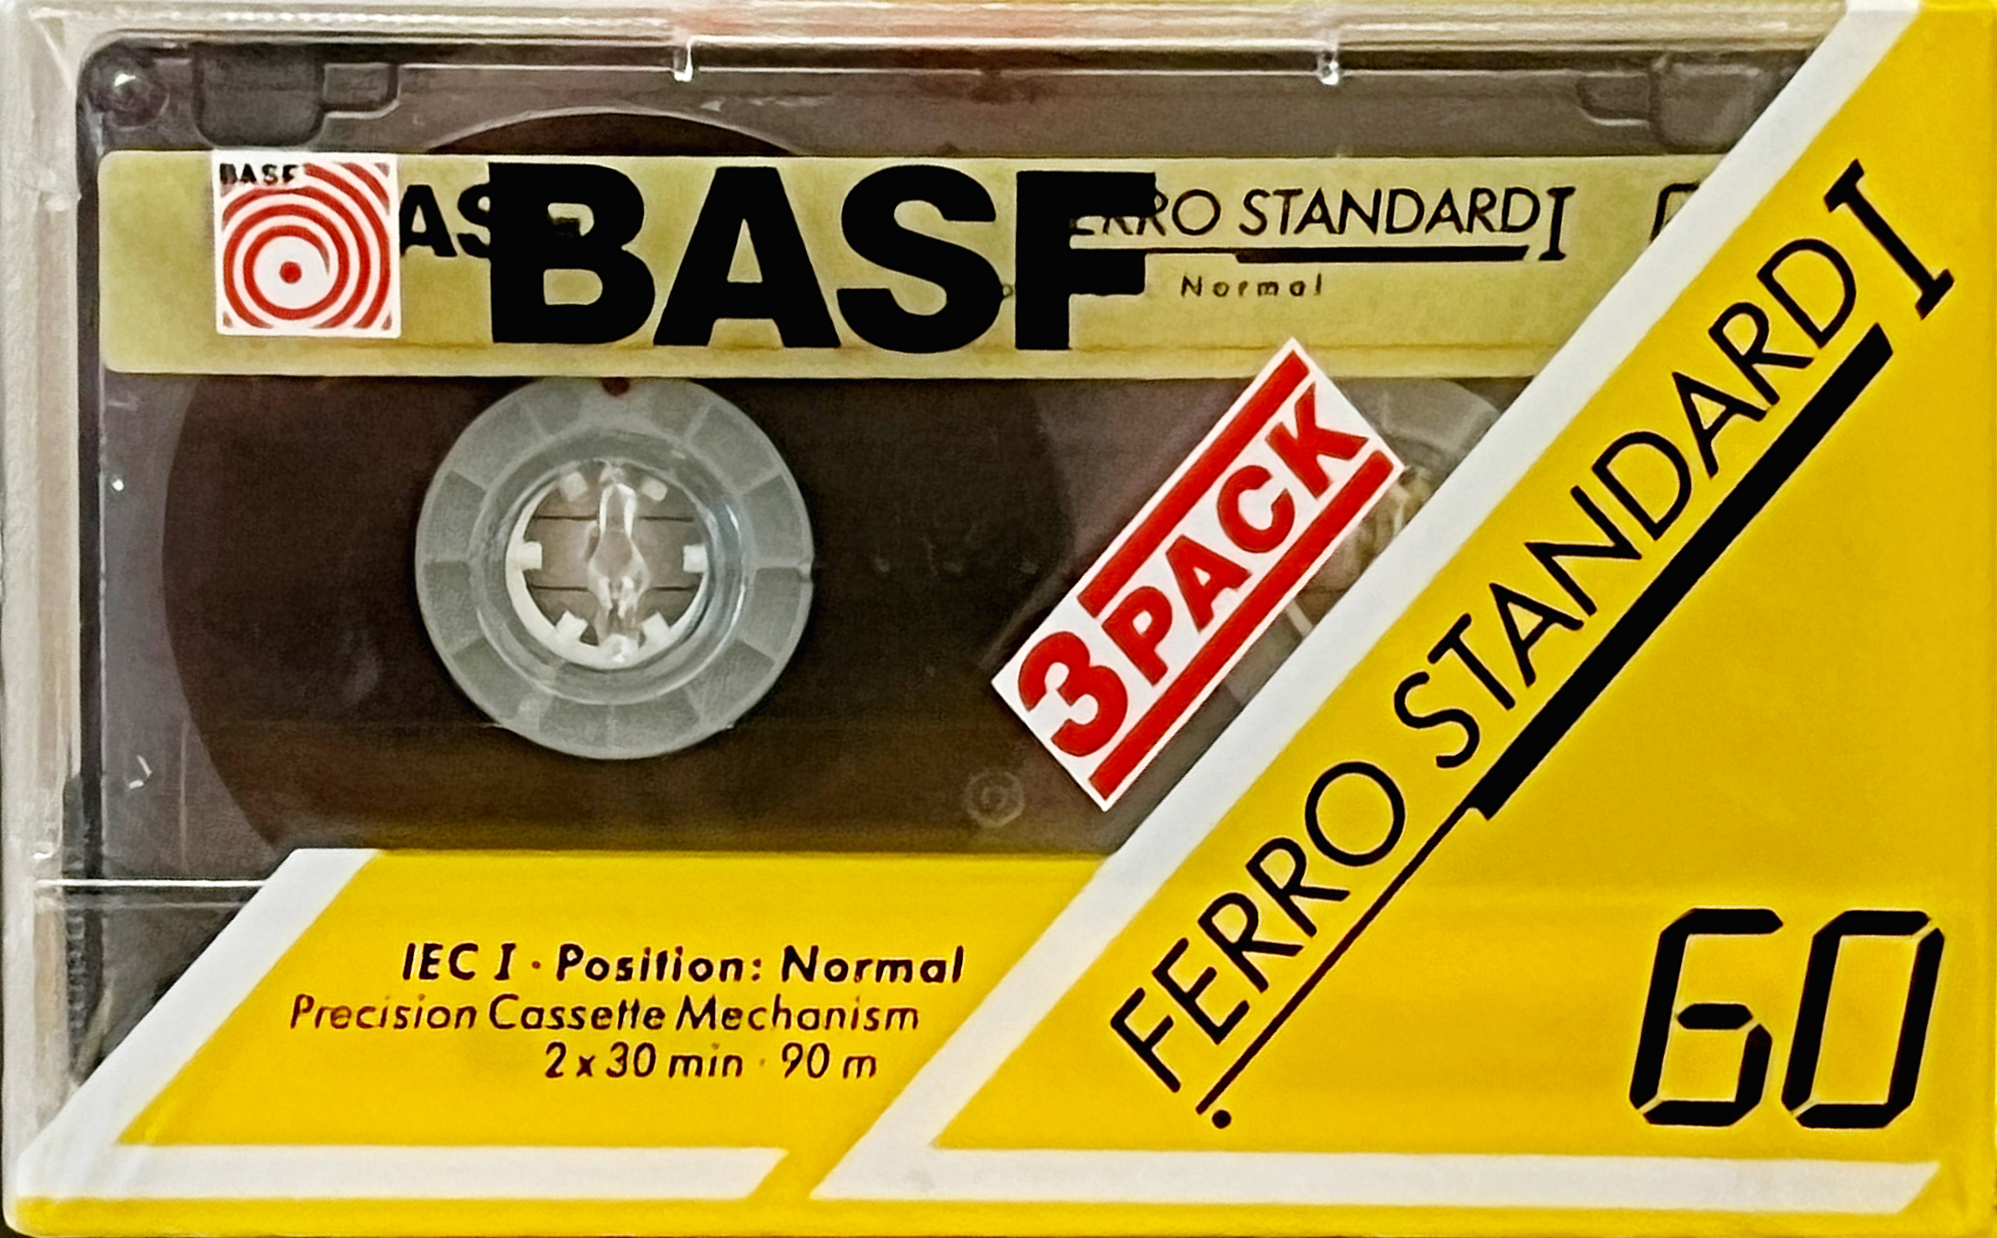 BASF
BASF
FERRO STANDARD I
Normal
3 PACK
FERRO STANDARD I
IEC I · Position: Normal
Precision Cassette Mechanism
2 x 30 min · 90 m
60